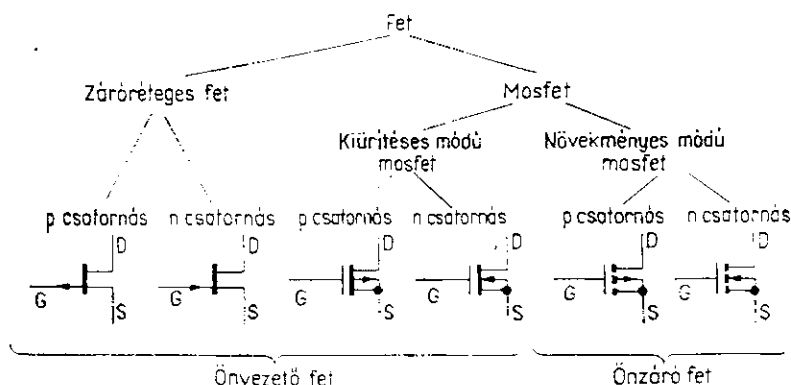 Fet
Záróréteges fet
Mosfet
Kiürítéses módú
mosfet
Növekményes módú
mosfet
p csatornás
n csatornás
p csatornás
n csatornás
p csatornás
n csatornás
D
D
D
D
D
D
G
G
G
G
G
G
S
S
S
S
S
S
Önvezető fet
Önzáró fet